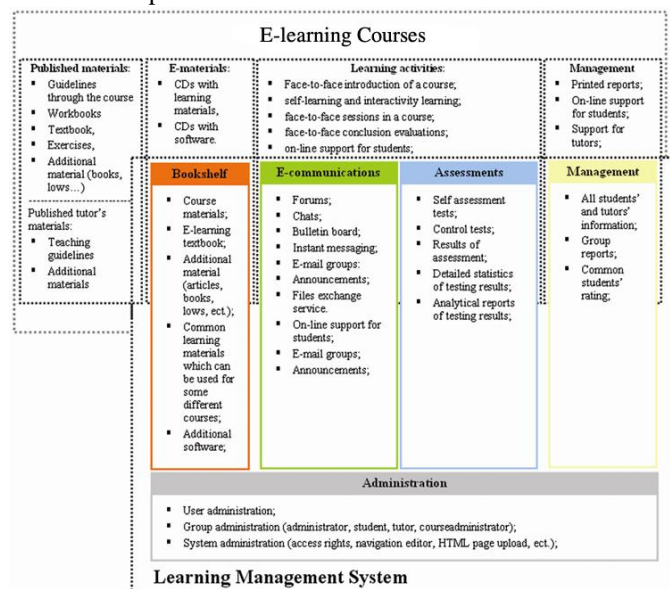 E-learning Courses
Published materials:
Guidelines
through the course
Workbooks
Textbook,
Exercises,
Additional
material (books,
lows...)
Published tutor's
materials:
Teaching
guidelines
Additional
materials
E-materials:
CDs with
learning
materials,
CDs with
software.
Learning activities:
Face-to-face introduction of a course;
self-learning and interactivity learning;
face-to-face sessions in a course;
face-to-face conclusion evaluations;
on-line support for students;
Management
Printed reports;
On-line support
for students;
Support for
tutors;
Bookshelf
Course
materials;
E-learning
textbook;
Additional
material
(articles,
books,
lows, ect.);
Common
learning
materials
which can
be used for
some
different
courses;
Additional
software;
E-communications
Forums;
Chats;
Bulletin board;
Instant messaging;
E-mail groups:
Announcements;
Files exchange
service.
On-line support for
students;
E-mail groups;
Announcements;
Assessments
Self assessment
tests;
Control tests;
Results of
assessment;
Detailed statistics
of testing results;
Analytical reports
of testing results;
Management
All students'
and tutors'
information;
Group
reports;
Common
students'
rating;
Administration
User administration;
Group administration (administrator, student, tutor, courseadministrator);
System administration (access rights, navigation editor, HTML page upload, ect.);
Learning Management System